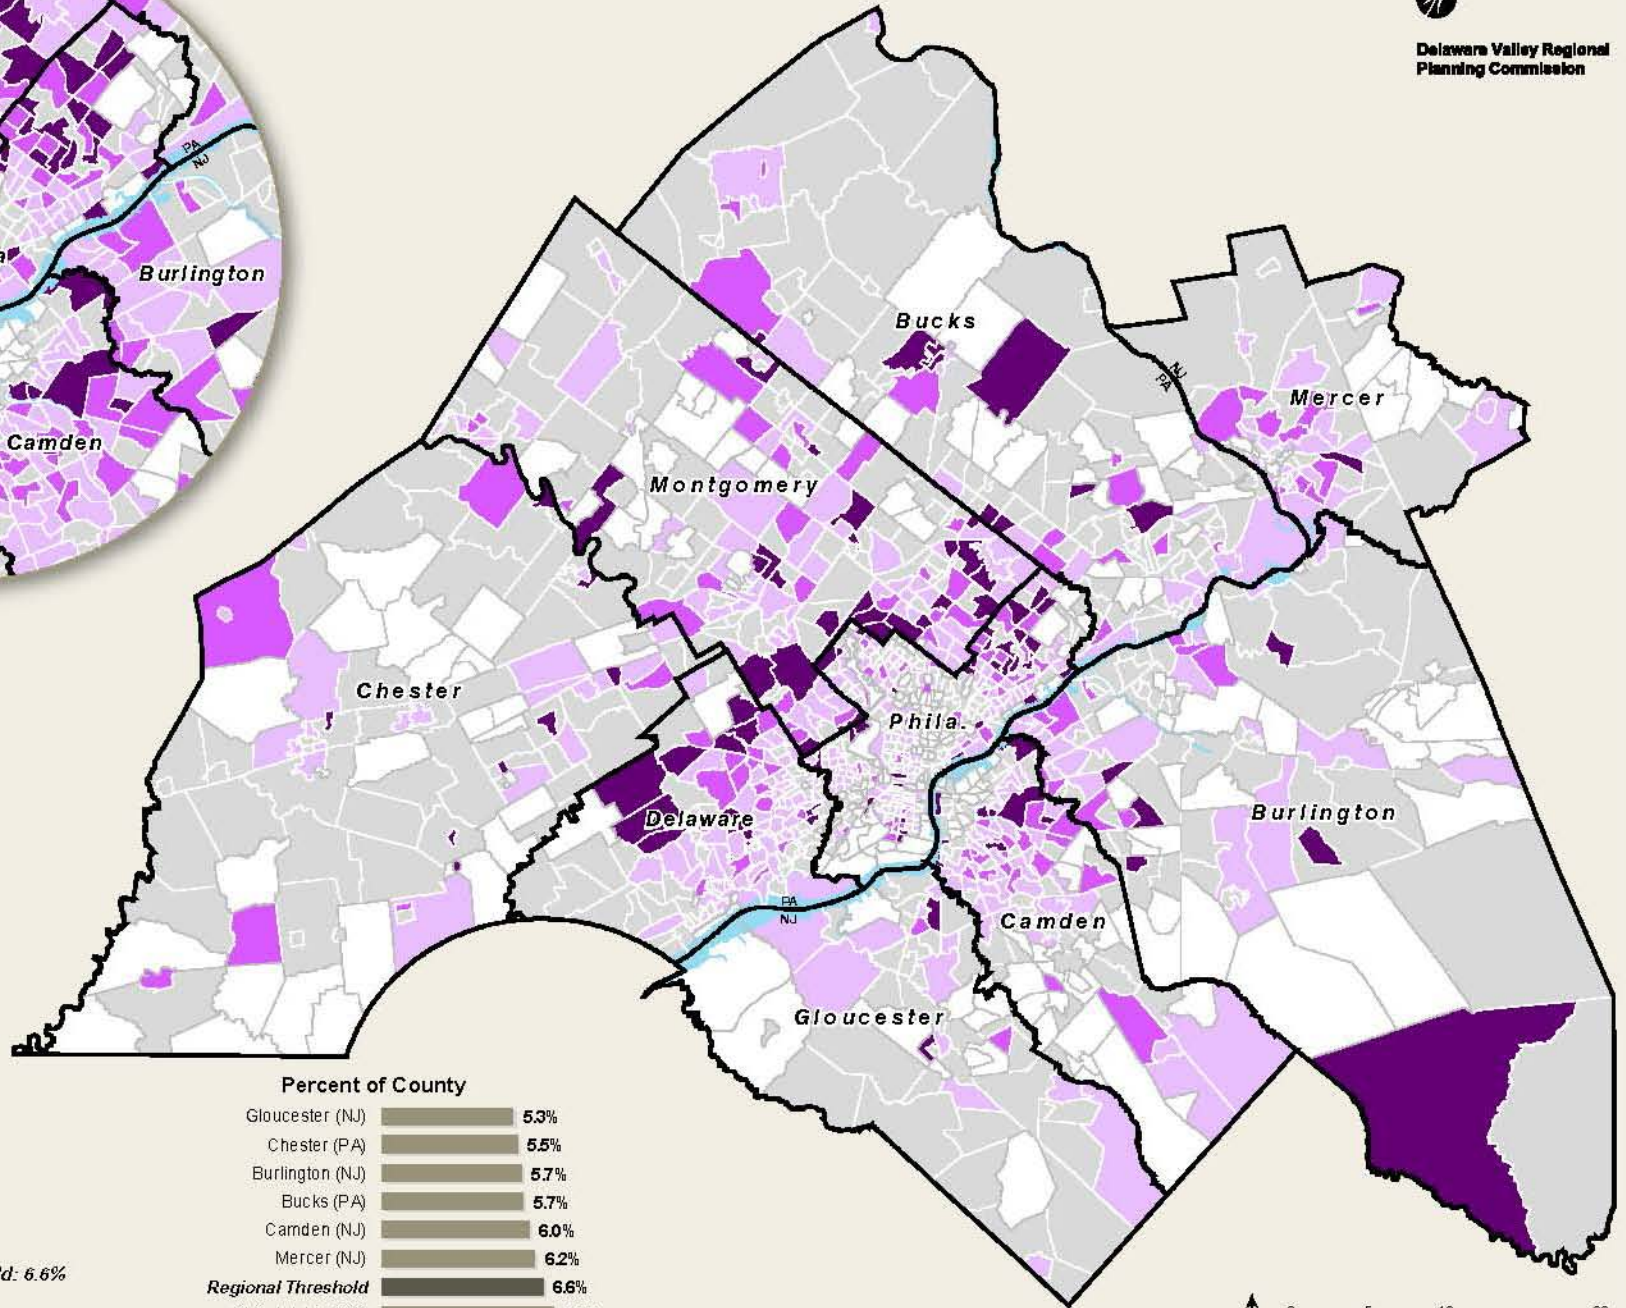 Delaware Valley Regional
Planning Commission
PA
NJ
Burlington
Camden
Bucks
NJ
PA
Mercer
Montgomery
Chester
Phila.
Delaware
Burlington
PA
NJ
Camden
Gloucester
Percent of County
Gloucester (NJ) 5.3%
Chester (PA) 5.5%
Burlington (NJ) 5.7%
Bucks (PA) 5.7%
Camden (NJ) 6.0%
Mercer (NJ) 6.2%
d: 6.6%
Regional Threshold 6.6%